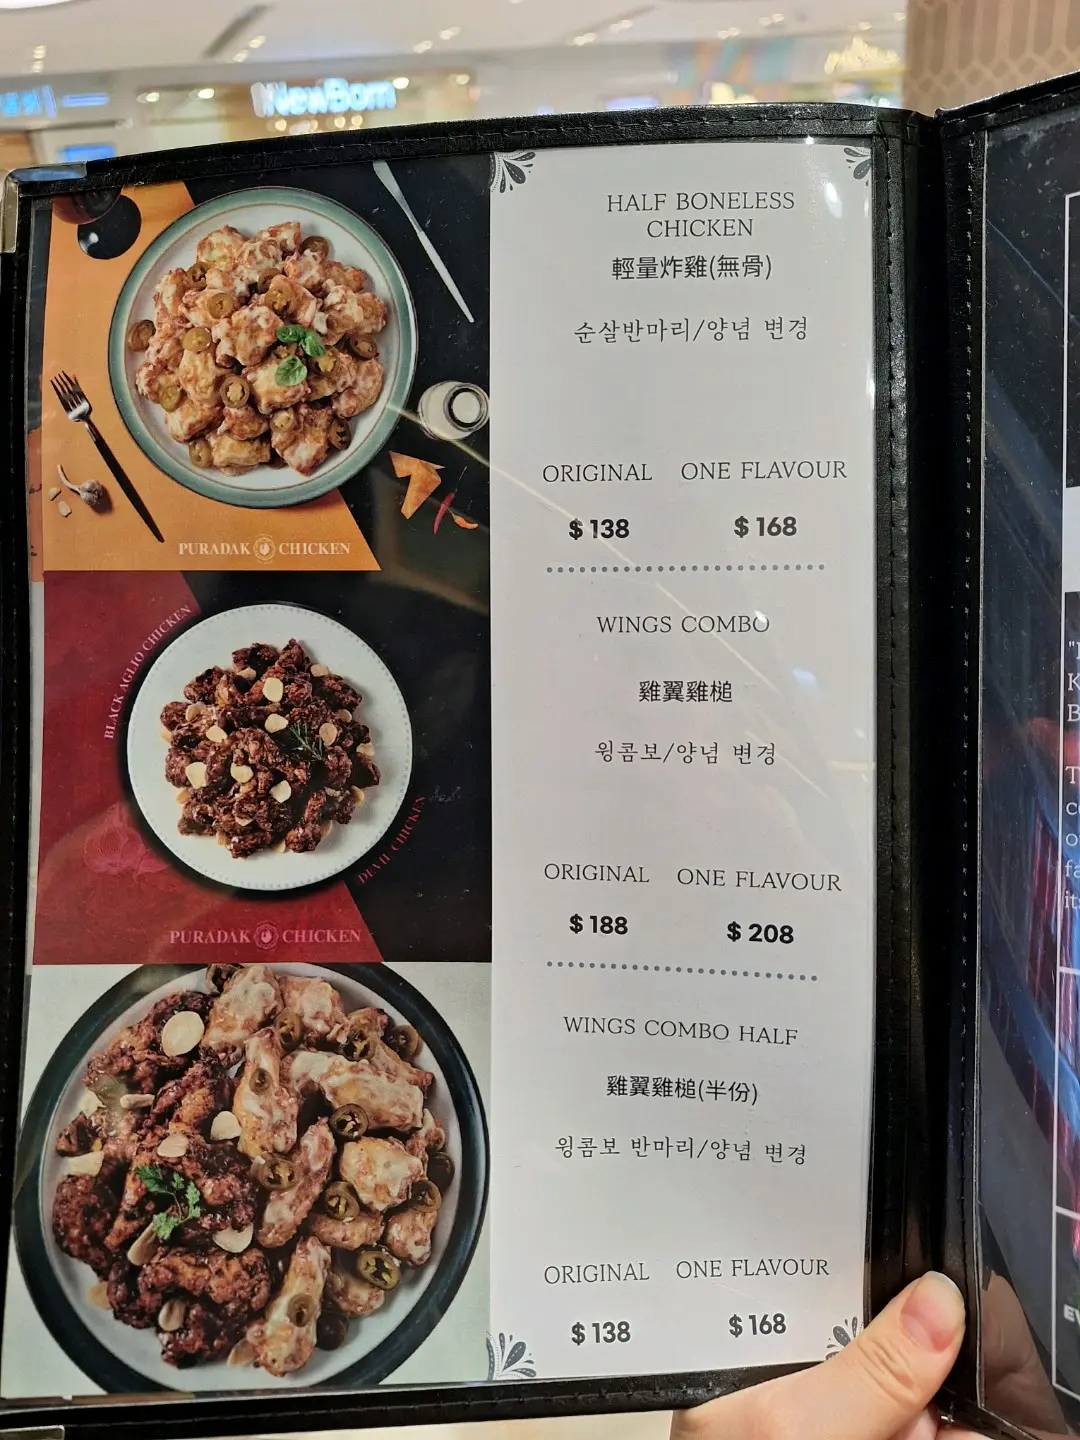 NewBorn
PURADAK CHICKEN
BLACK AGLIO CHICKEN
DEVIL CHICKEN
PURADAK CHICKEN
HALF BONELESS
CHICKEN
輕量炸雞(無骨)
순살반마리/양념 변경
ORIGINAL ONE FLAVOUR
$ 138 $ 168
WINGS COMBO
雞翼雞槌
윙콤보/양념 변경
ORIGINAL ONE FLAVOUR
$ 188 $ 208
WINGS COMBO HALF
雞翼雞槌(半份)
윙콤보 반마리/양념 변경
ORIGINAL ONE FLAVOUR
$ 138 $ 168